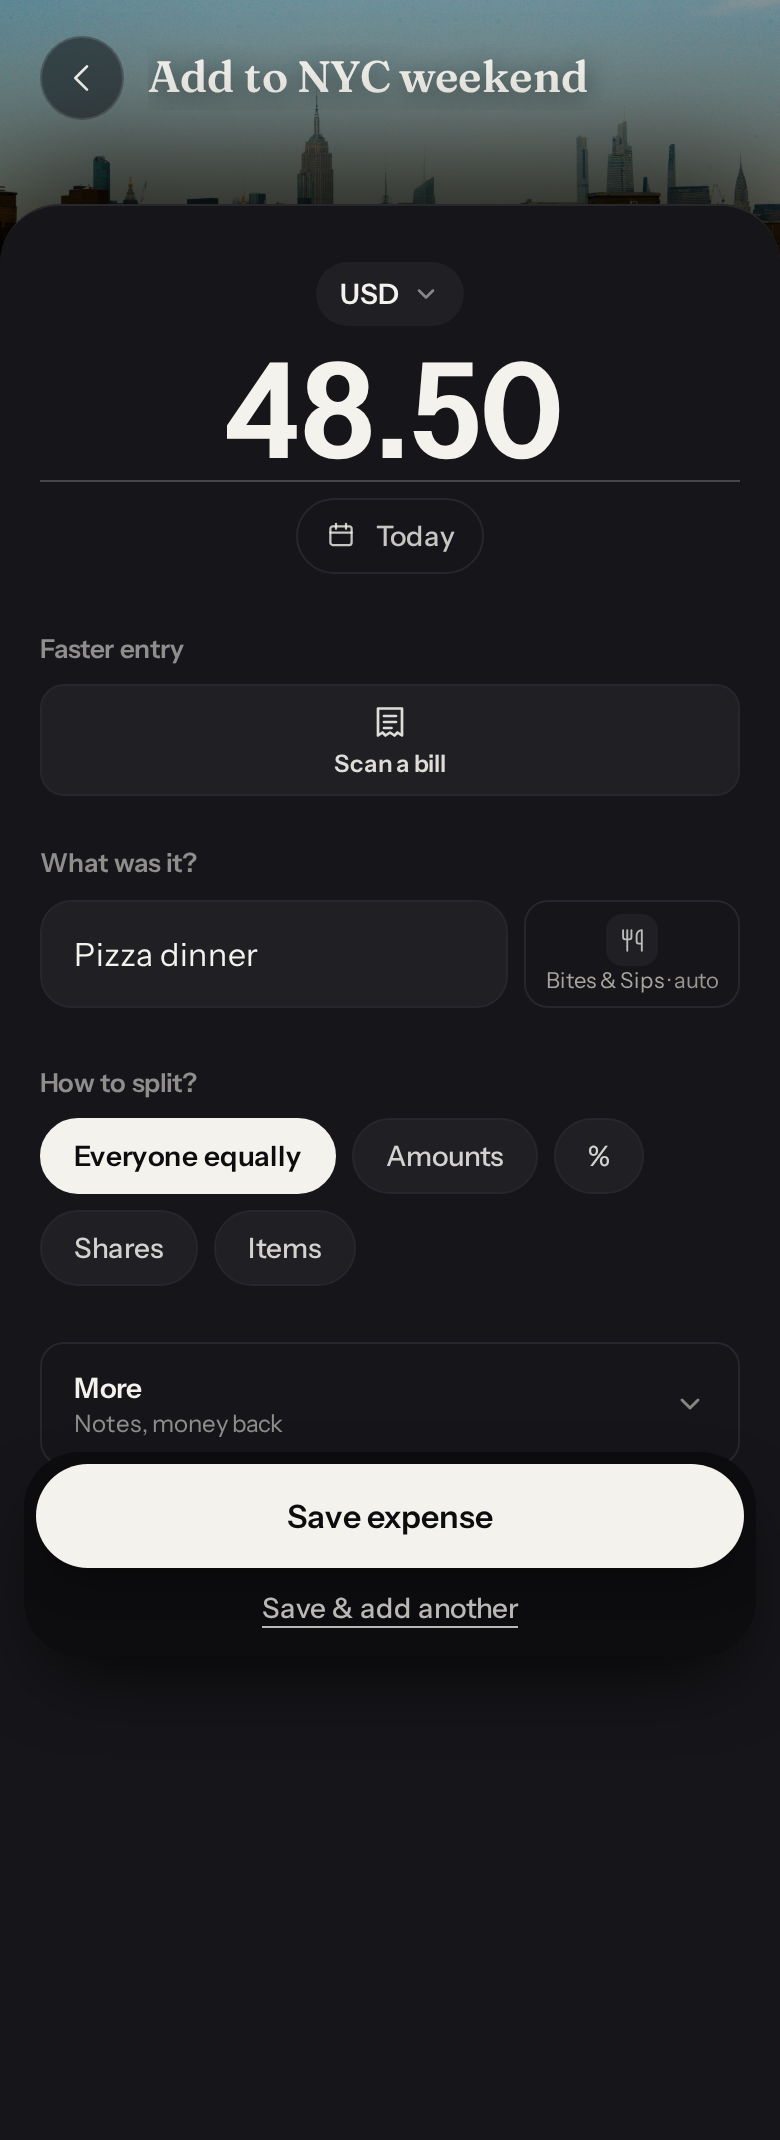 Add to NYC weekend
USD
48.50
Today
Faster entry
Scan a bill
What was it?
Pizza dinner
Bites & Sips · auto
How to split?
Everyone equally
Amounts
%
Shares
Items
More
Notes, money back
Save expense
Save & add another